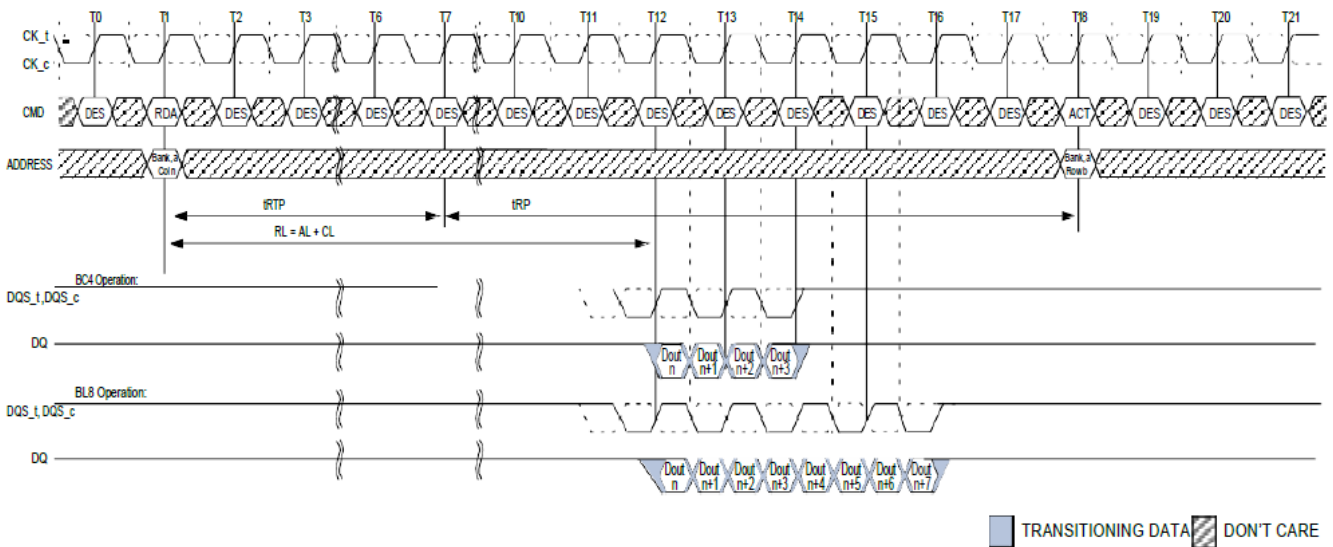 T0 T1 T2 T3 T6 T7 T10 T11 T12 T13 T14 T15 T16 T17 T18 T19 T20 T21
CK_t
CK_c
CMD DES RDA DES DES DES DES DES DES DES DES DES DES DES DES ACT DES DES DES
ADDRESS Bank,a Coln Bank,a Rowb
tRTP tRP
RL = AL + CL
BC4 Operation:
DQS_t,DQS_c
DQ Dout n Dout n+1 Dout n+2 Dout n+3
BL8 Operation:
DQS_t,DQS_c
DQ Dout n Dout n+1 Dout n+2 Dout n+3 Dout n+4 Dout n+5 Dout n+6 Dout n+7
TRANSITIONING DATA DON'T CARE